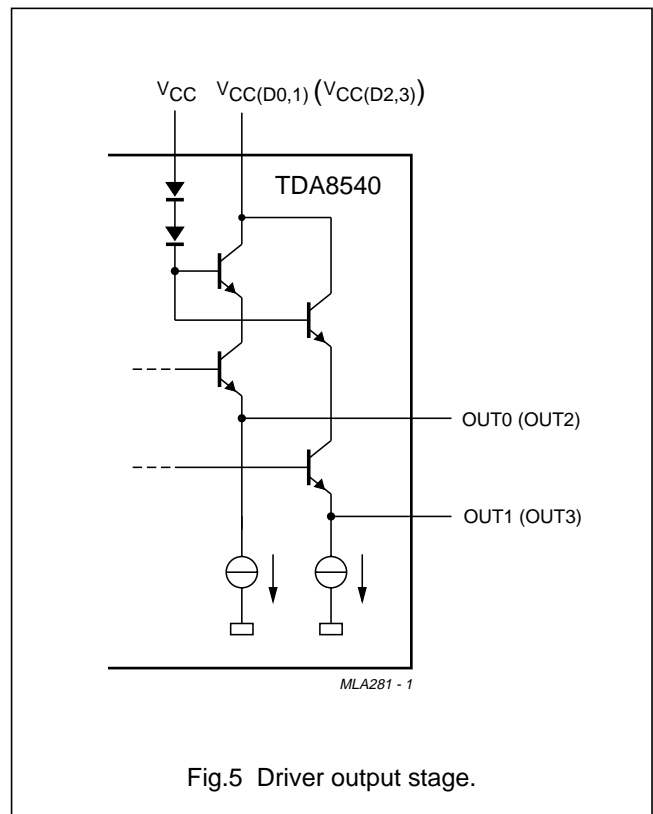 VCC VCC(D0,1) (VCC(D2,3))
TDA8540
OUT0 (OUT2)
OUT1 (OUT3)
MLA281 - 1
Fig.5 Driver output stage.